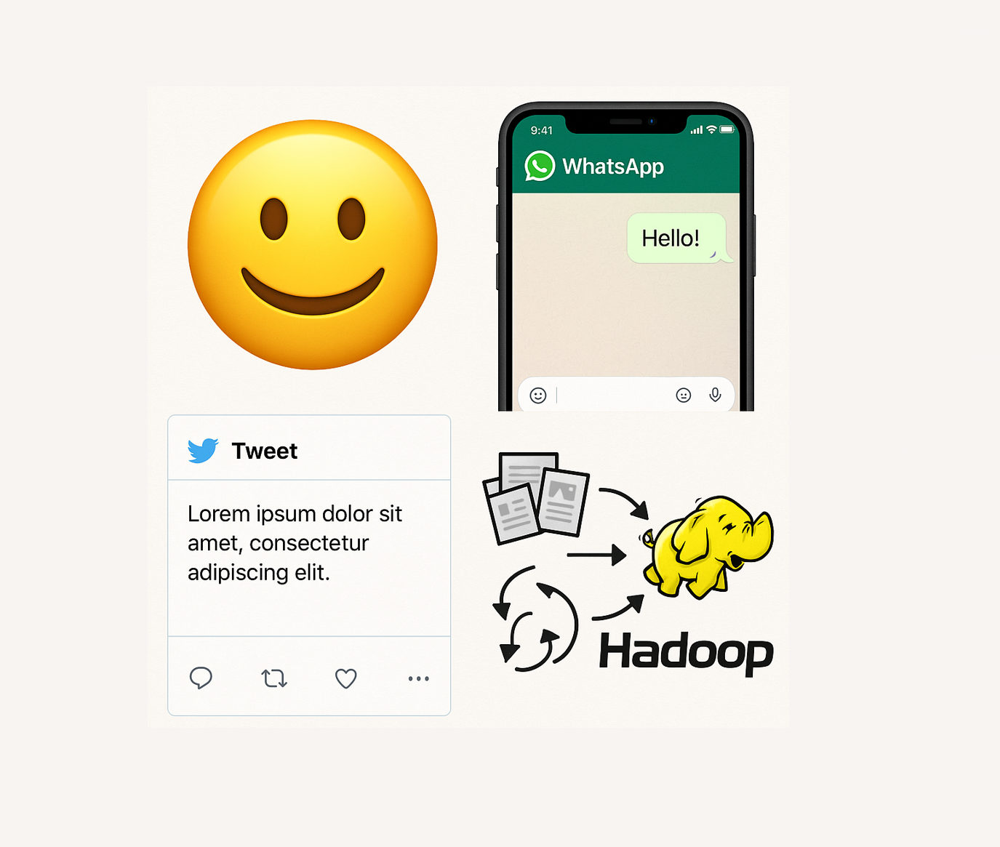 9:41
WhatsApp
Hello!
Tweet
Lorem ipsum dolor sit
amet, consectetur
adipiscing elit.
Hadoop